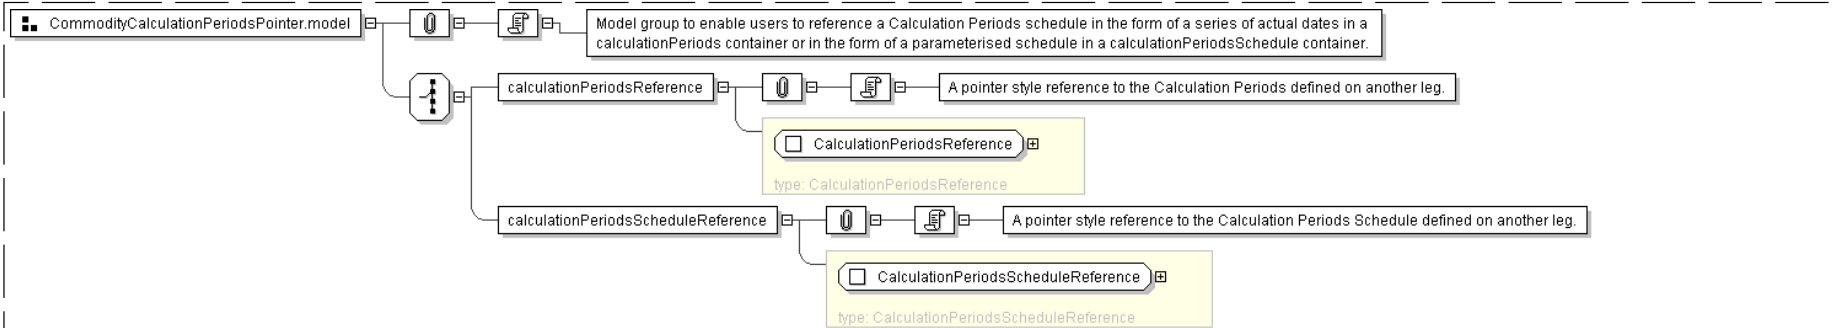 CommodityCalculationPeriodsPointer.model
Model group to enable users to reference a Calculation Periods schedule in the form of a series of actual dates in a
calculationPeriods container or in the form of a parameterised schedule in a calculationPeriodsSchedule container.
calculationPeriodsReference
A pointer style reference to the Calculation Periods defined on another leg.
CalculationPeriodsReference
type: CalculationPeriodsReference
calculationPeriodsScheduleReference
A pointer style reference to the Calculation Periods Schedule defined on another leg.
CalculationPeriodsScheduleReference
type: CalculationPeriodsScheduleReference